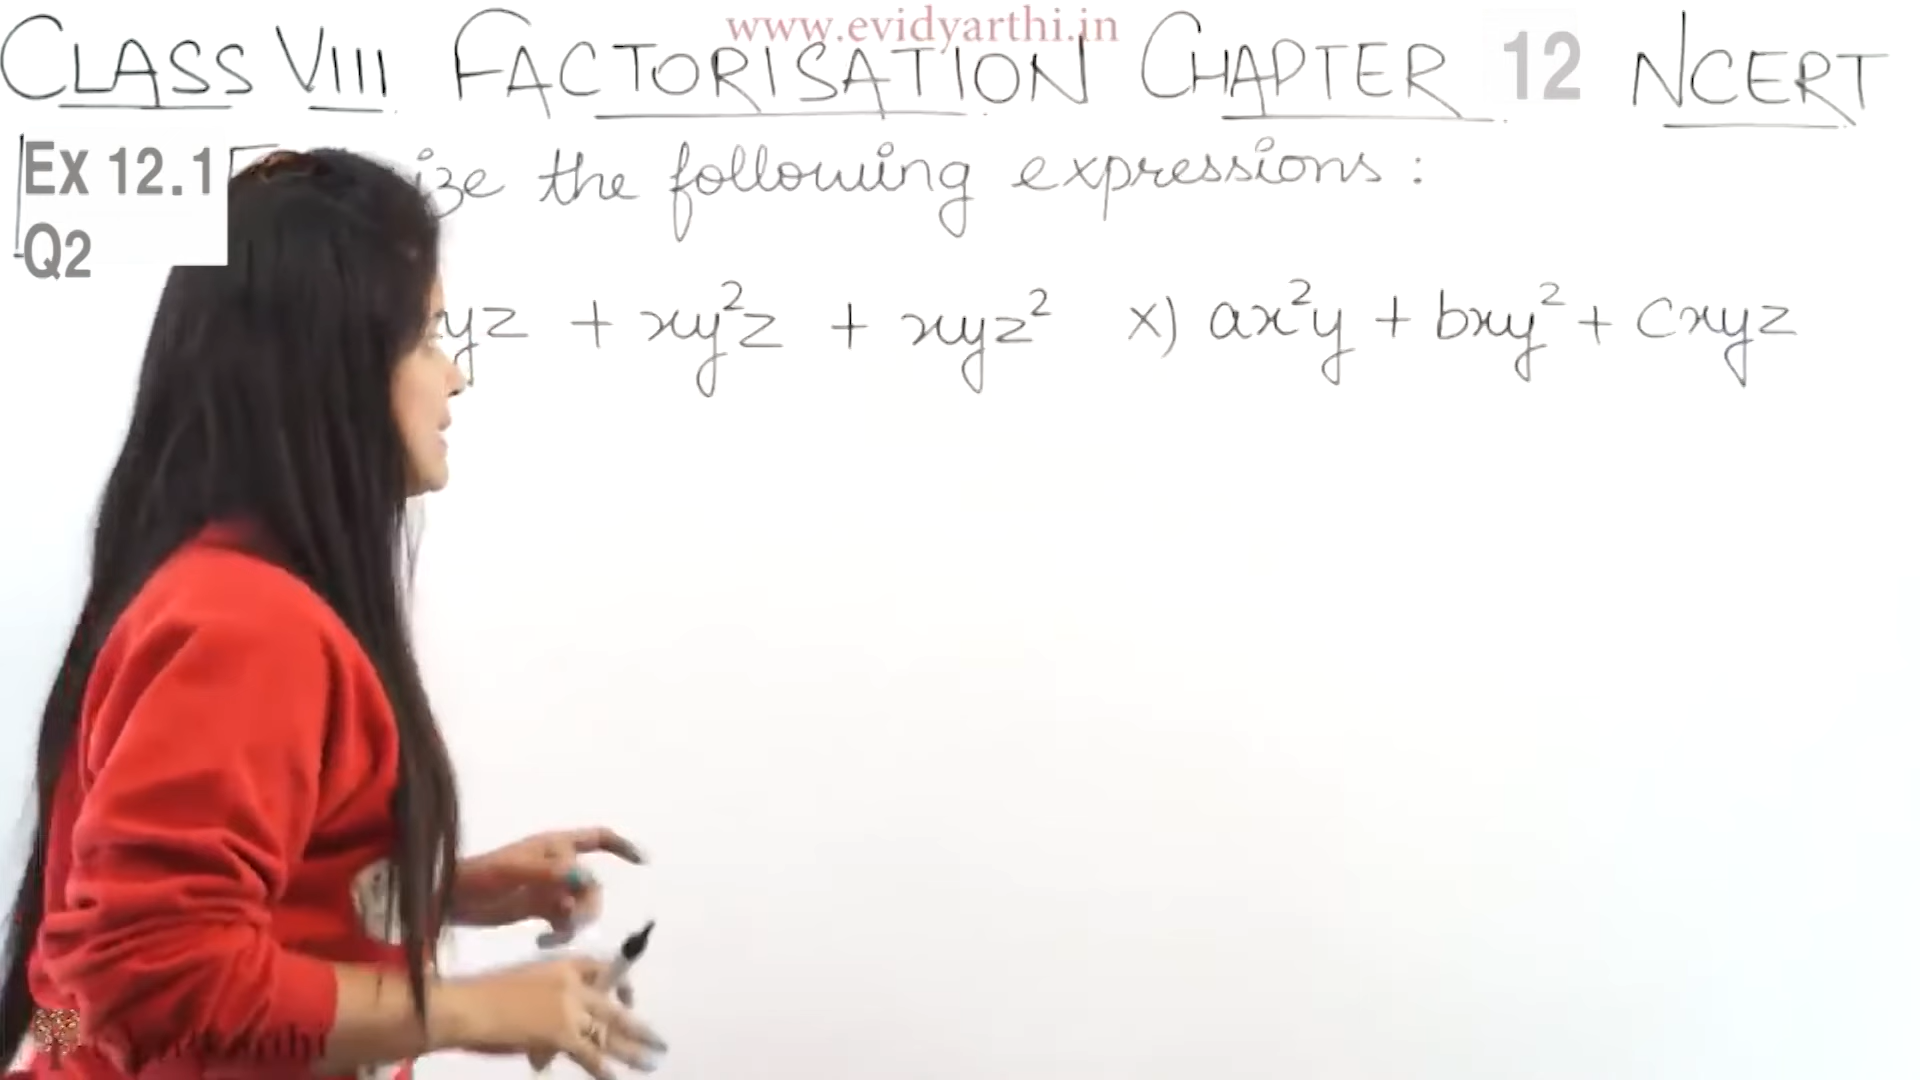 www.evidyarthi.in
CLASS VIII FACTORISATION CHAPTER 12 NCERT
Ex 12.1 ize the following expressions :
Q2
yz + xy²z + xyz² x) ax²y + bxy² + cxyz